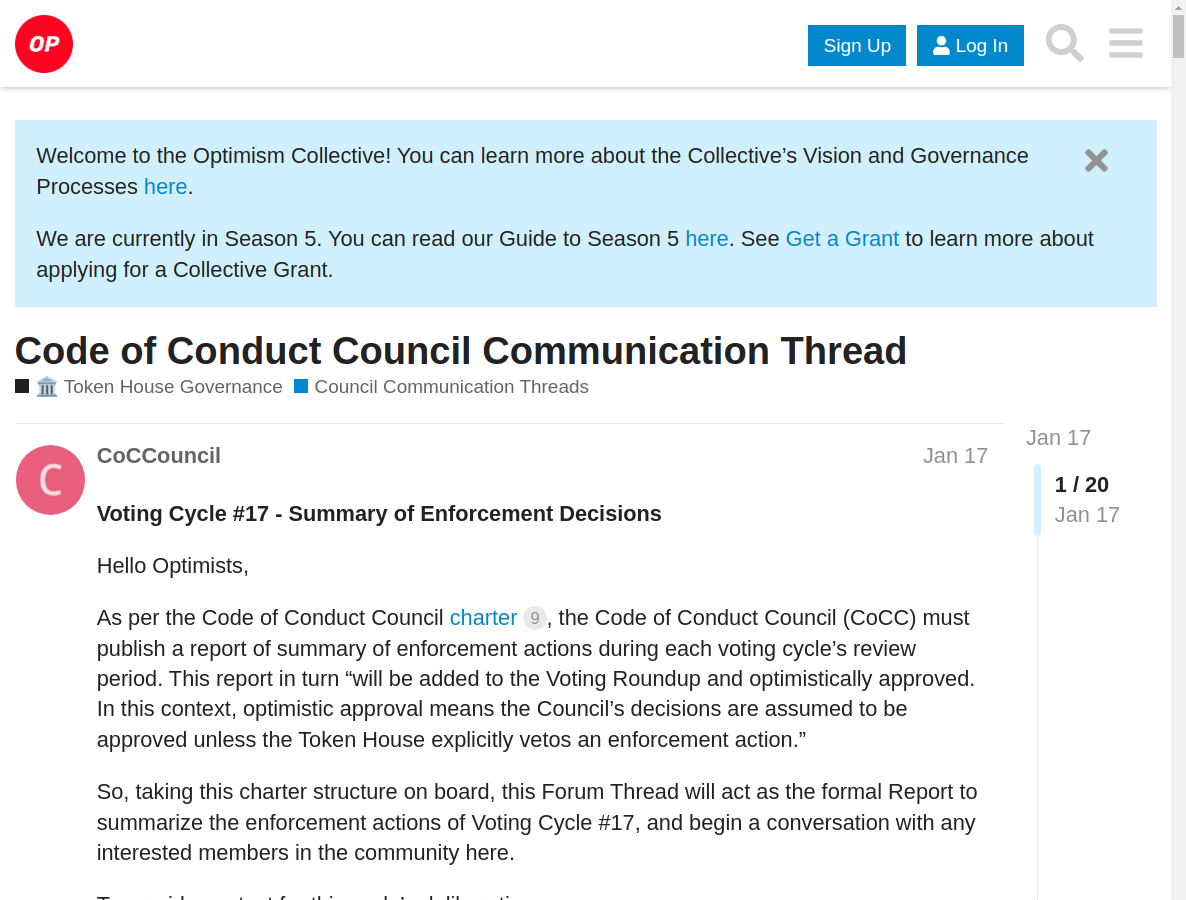 OP
Sign Up
Log In
Welcome to the Optimism Collective! You can learn more about the Collective’s Vision and Governance
Processes here.
We are currently in Season 5. You can read our Guide to Season 5 here. See Get a Grant to learn more about
applying for a Collective Grant.
Code of Conduct Council Communication Thread
Token House Governance Council Communication Threads
C
CoCCouncil Jan 17
Jan 17
1 / 20
Jan 17
Voting Cycle #17 - Summary of Enforcement Decisions
Hello Optimists,
As per the Code of Conduct Council charter 9, the Code of Conduct Council (CoCC) must
publish a report of summary of enforcement actions during each voting cycle’s review
period. This report in turn “will be added to the Voting Roundup and optimistically approved.
In this context, optimistic approval means the Council’s decisions are assumed to be
approved unless the Token House explicitly vetos an enforcement action.”
So, taking this charter structure on board, this Forum Thread will act as the formal Report to
summarize the enforcement actions of Voting Cycle #17, and begin a conversation with any
interested members in the community here.